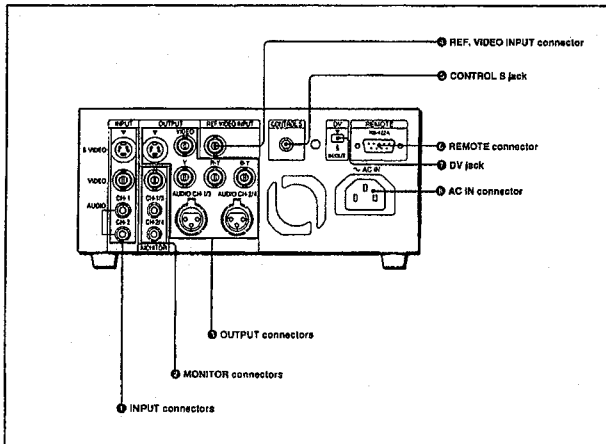 ❹ REF. VIDEO INPUT connector
❺ CONTROL S jack
INPUT OUTPUT REF. VIDEO INPUT CONTROL S DV REMOTE
VIDEO RS-422A
S VIDEO IN/OUT
❻ REMOTE connector
❼ DV jack
Y R-Y B-Y ~ AC IN
VIDEO AUDIO CH-1/3 AUDIO CH-2/4
❽ AC IN connector
CH-1 CH-1/3
AUDIO
CH-2 CH-2/4
MONITOR
❸ OUTPUT connectors
❷ MONITOR connectors
❶ INPUT connectors